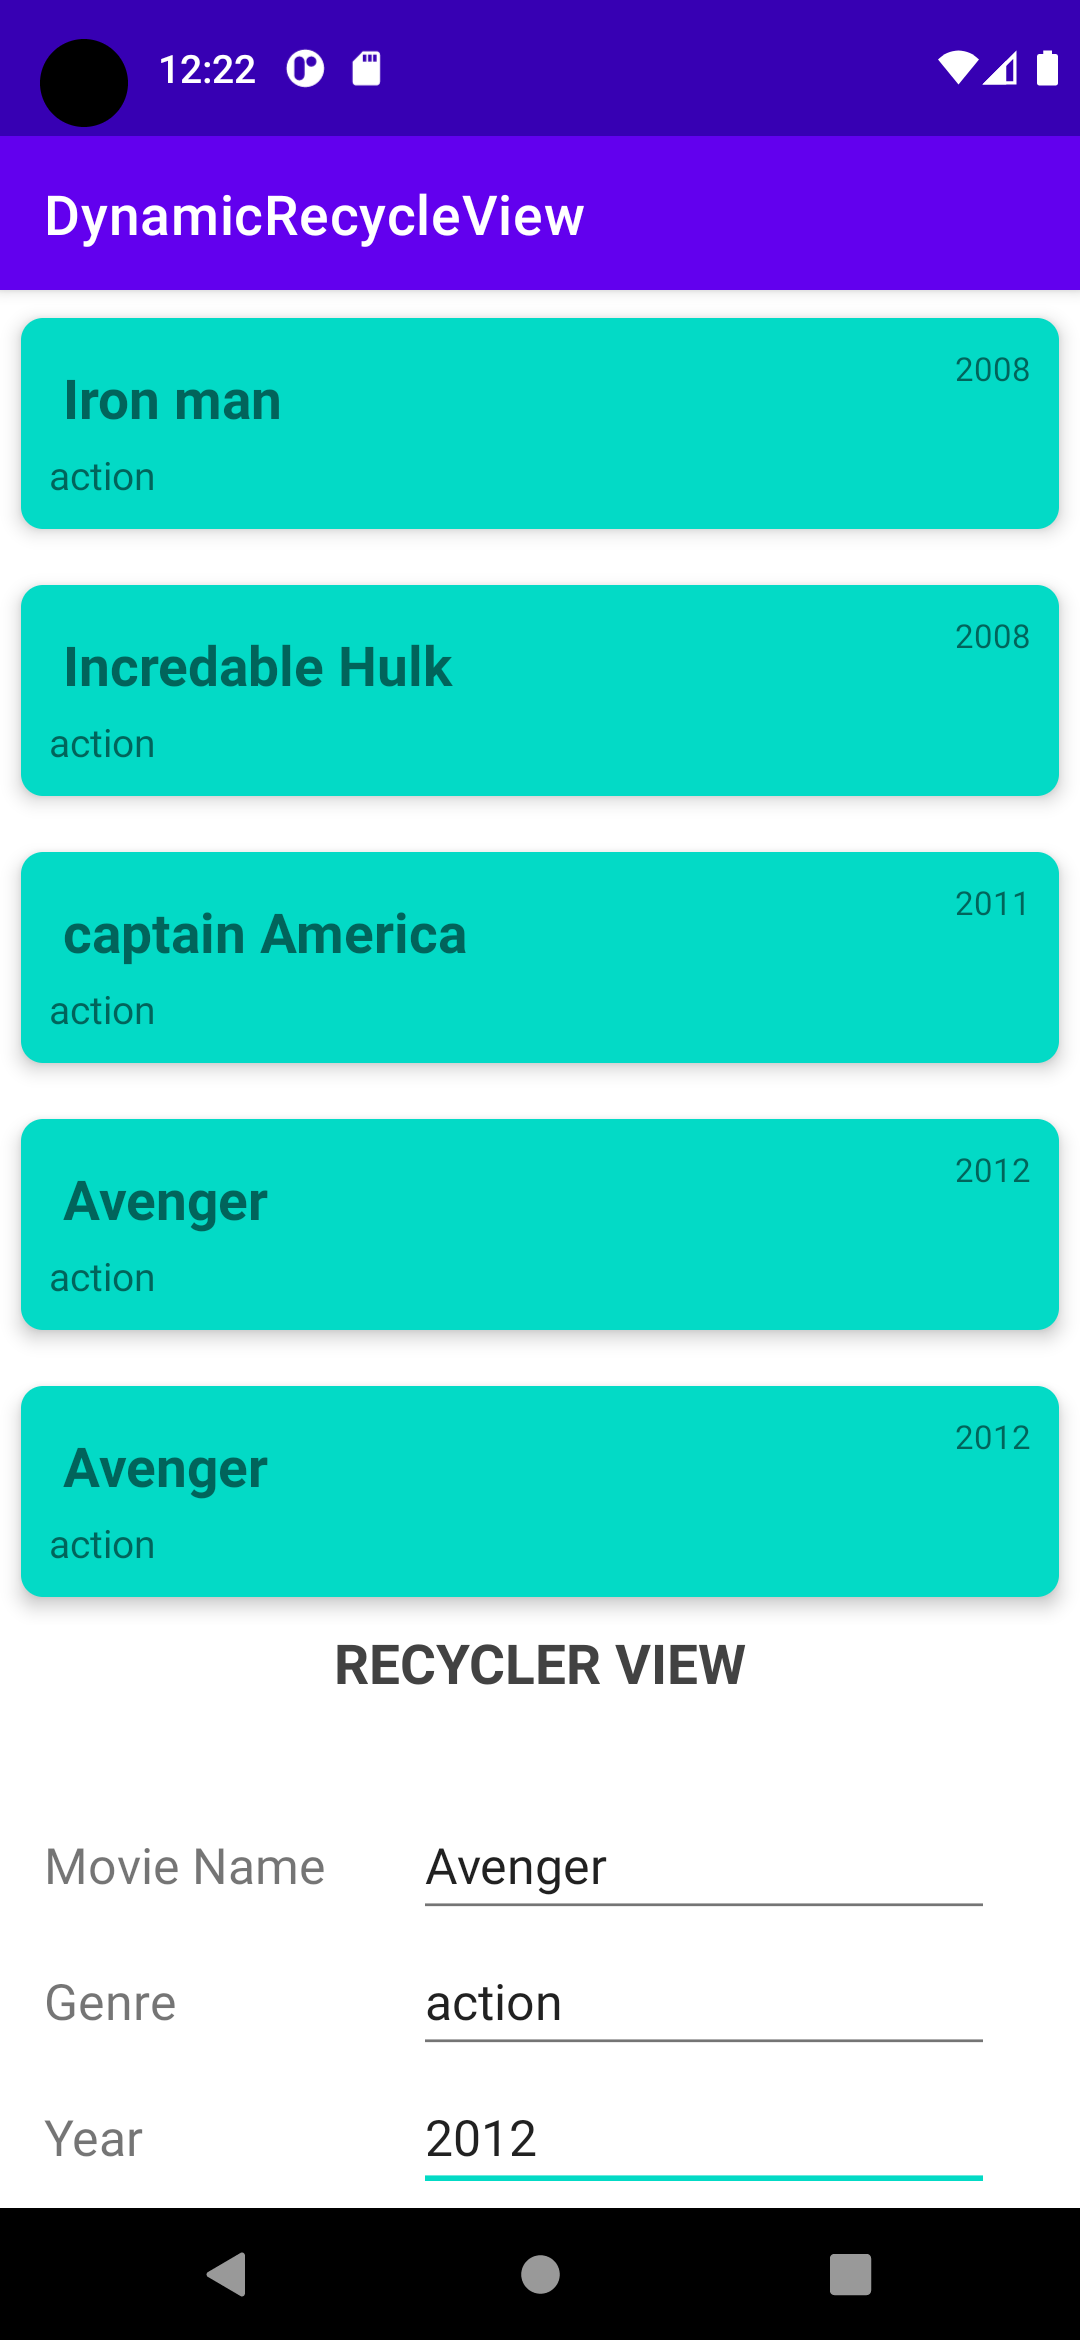 12:22
DynamicRecycleView
2008
Iron man
action
2008
Incredable Hulk
action
2011
captain America
action
2012
Avenger
action
2012
Avenger
action
RECYCLER VIEW
Movie Name Avenger
Genre action
Year 2012